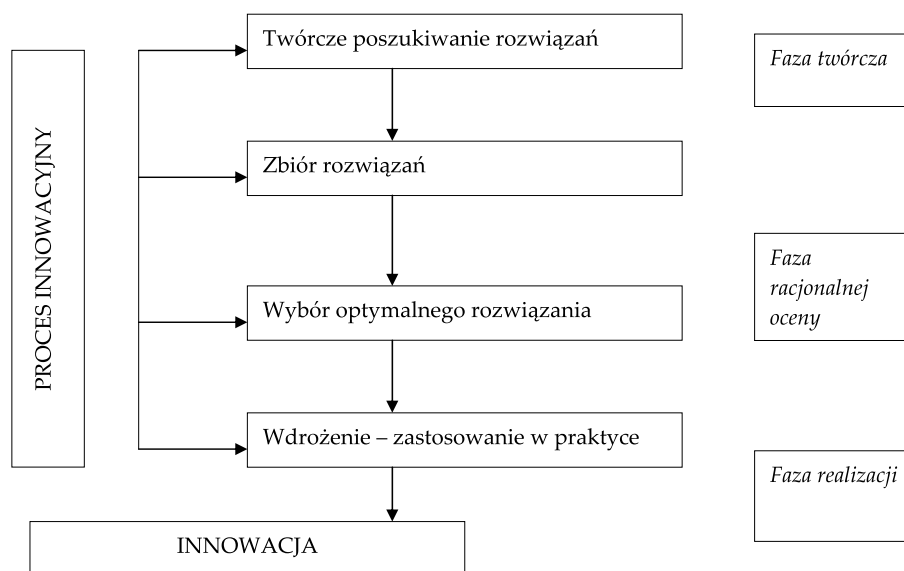 Twórcze poszukiwanie rozwiązań
Faza twórcza
PROCES INNOWACYJNY
Zbiór rozwiązań
Wybór optymalnego rozwiązania
Faza
racjonalnej
oceny
Wdrożenie – zastosowanie w praktyce
Faza realizacji
INNOWACJA